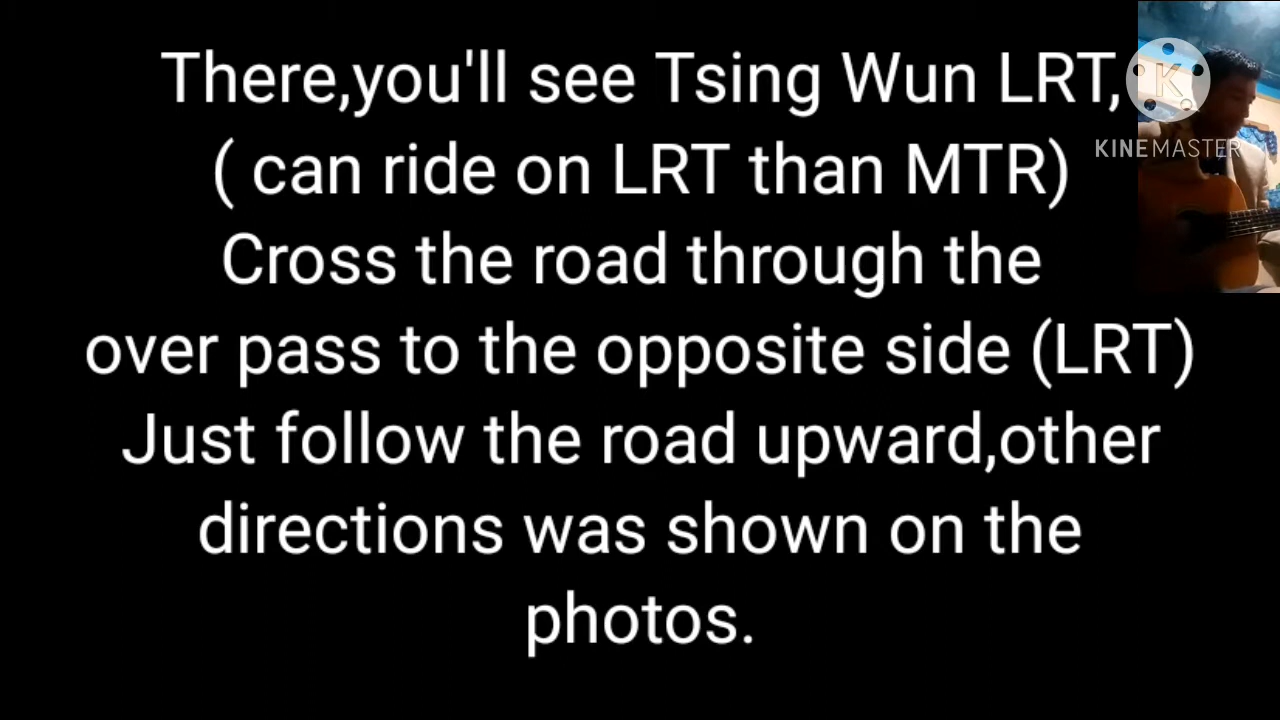 There,you'll see Tsing Wun LRT,
( can ride on LRT than MTR)
Cross the road through the
over pass to the opposite side (LRT)
Just follow the road upward,other
directions was shown on the
photos.
K
KINEMASTER